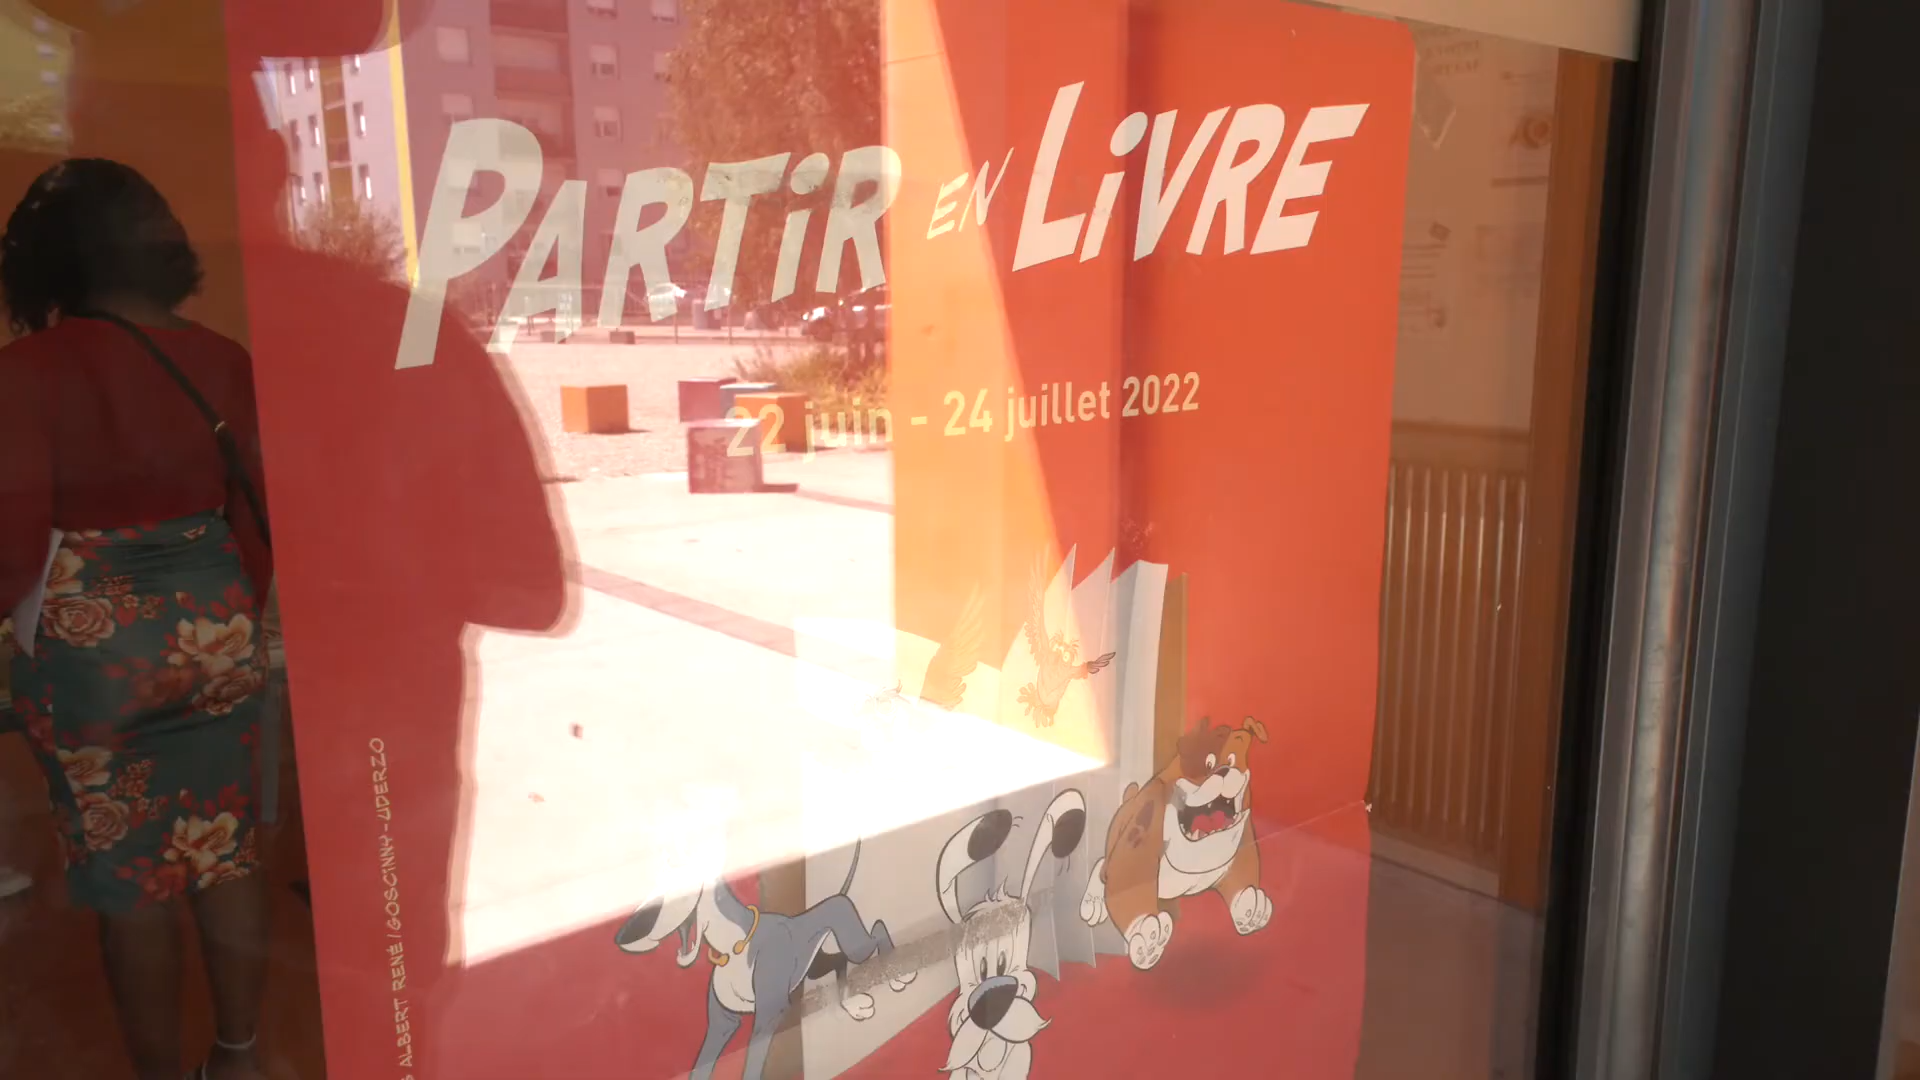 PARTIR EN LIVRE
22 juin - 24 juillet 2022
ALBERT RENÉ / GOSCINNY - UDERZO